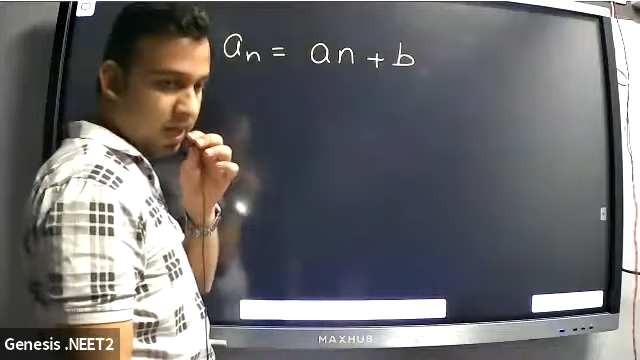 aₙ = an + b
MAXHUB
Genesis .NEET2